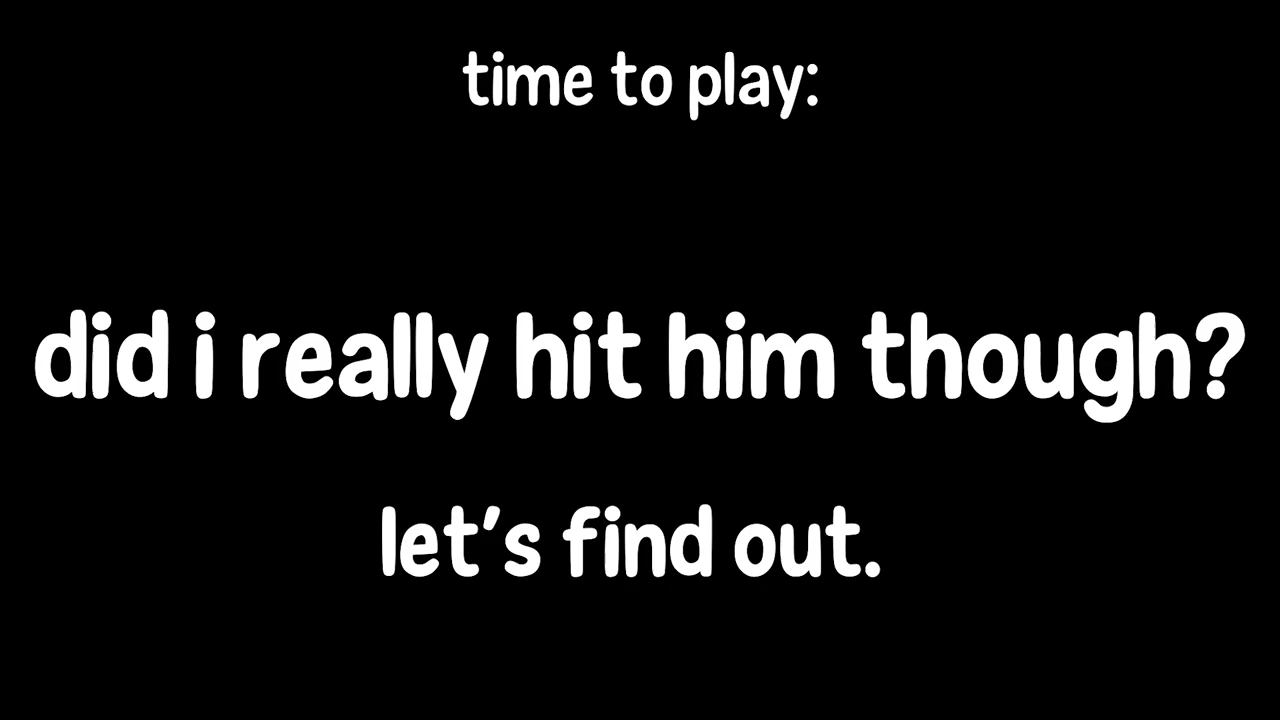 time to play:
did i really hit him though?
let's find out.